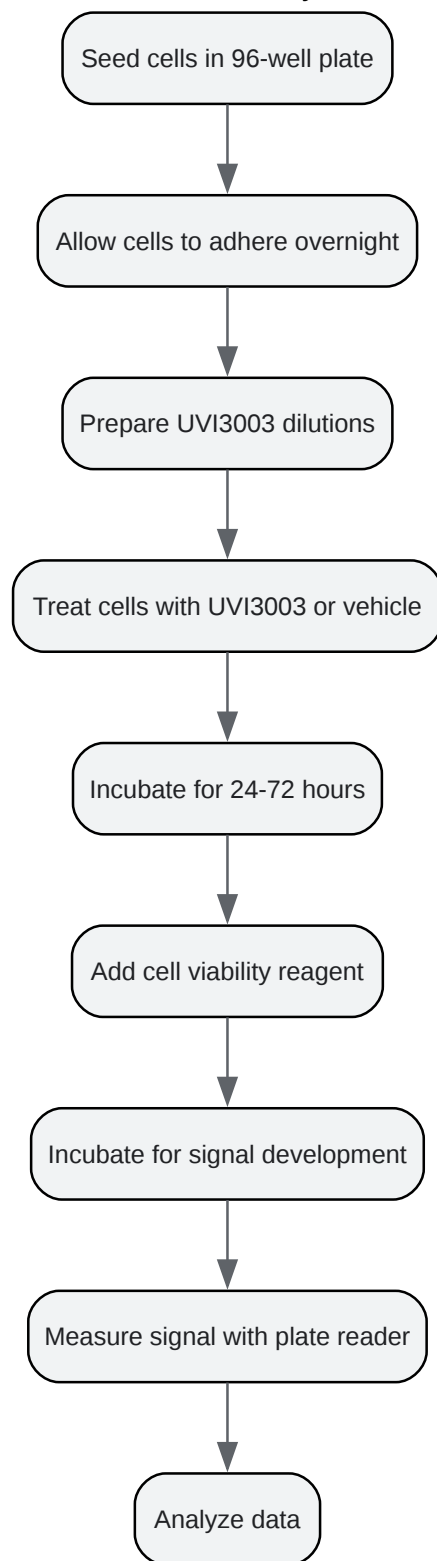 Seed cells in 96-well plate
Allow cells to adhere overnight
Prepare UVI3003 dilutions
Treat cells with UVI3003 or vehicle
Incubate for 24-72 hours
Add cell viability reagent
Incubate for signal development
Measure signal with plate reader
Analyze data